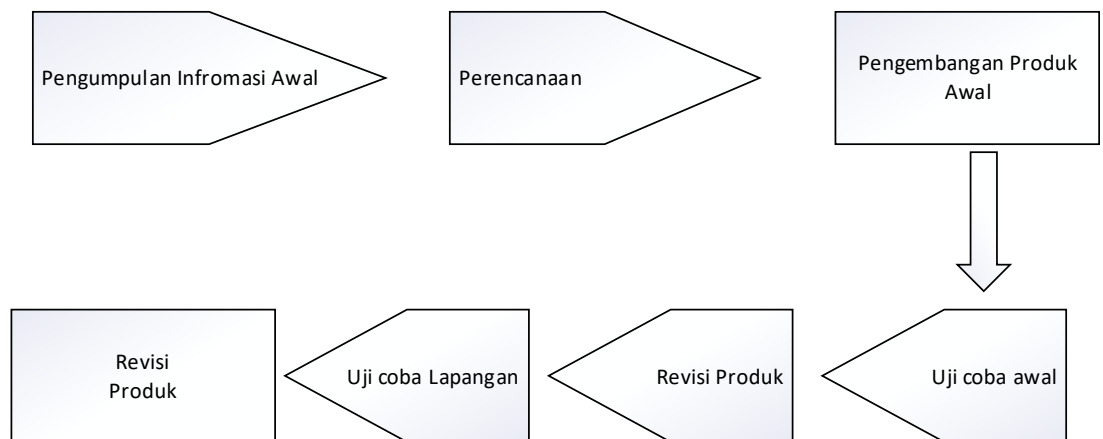 Pengumpulan Infromasi Awal
Perencanaan
Pengembangan Produk
Awal
Uji coba awal
Revisi Produk
Uji coba Lapangan
Revisi
Produk